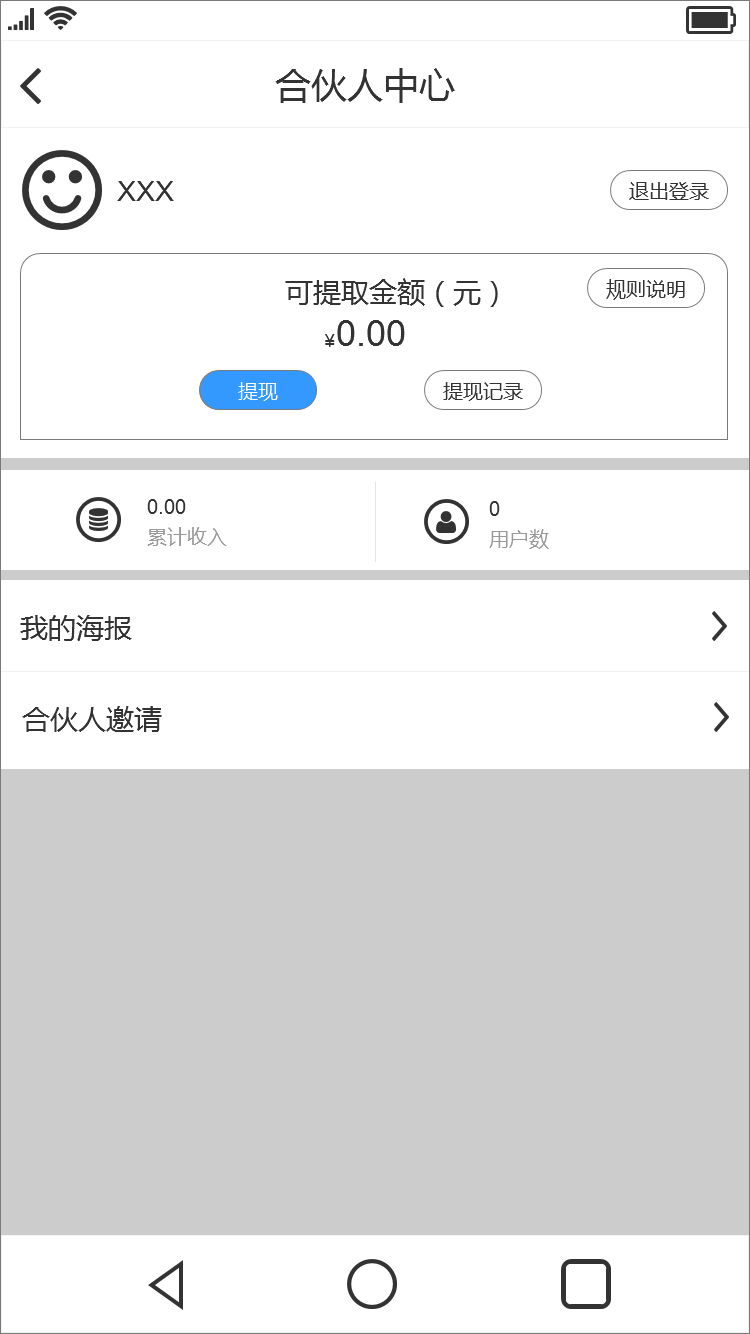 合伙人中心
XXX
退出登录
可提取金额（元）
规则说明
¥0.00
提现
提现记录
0.00
累计收入
0
用户数
我的海报
合伙人邀请